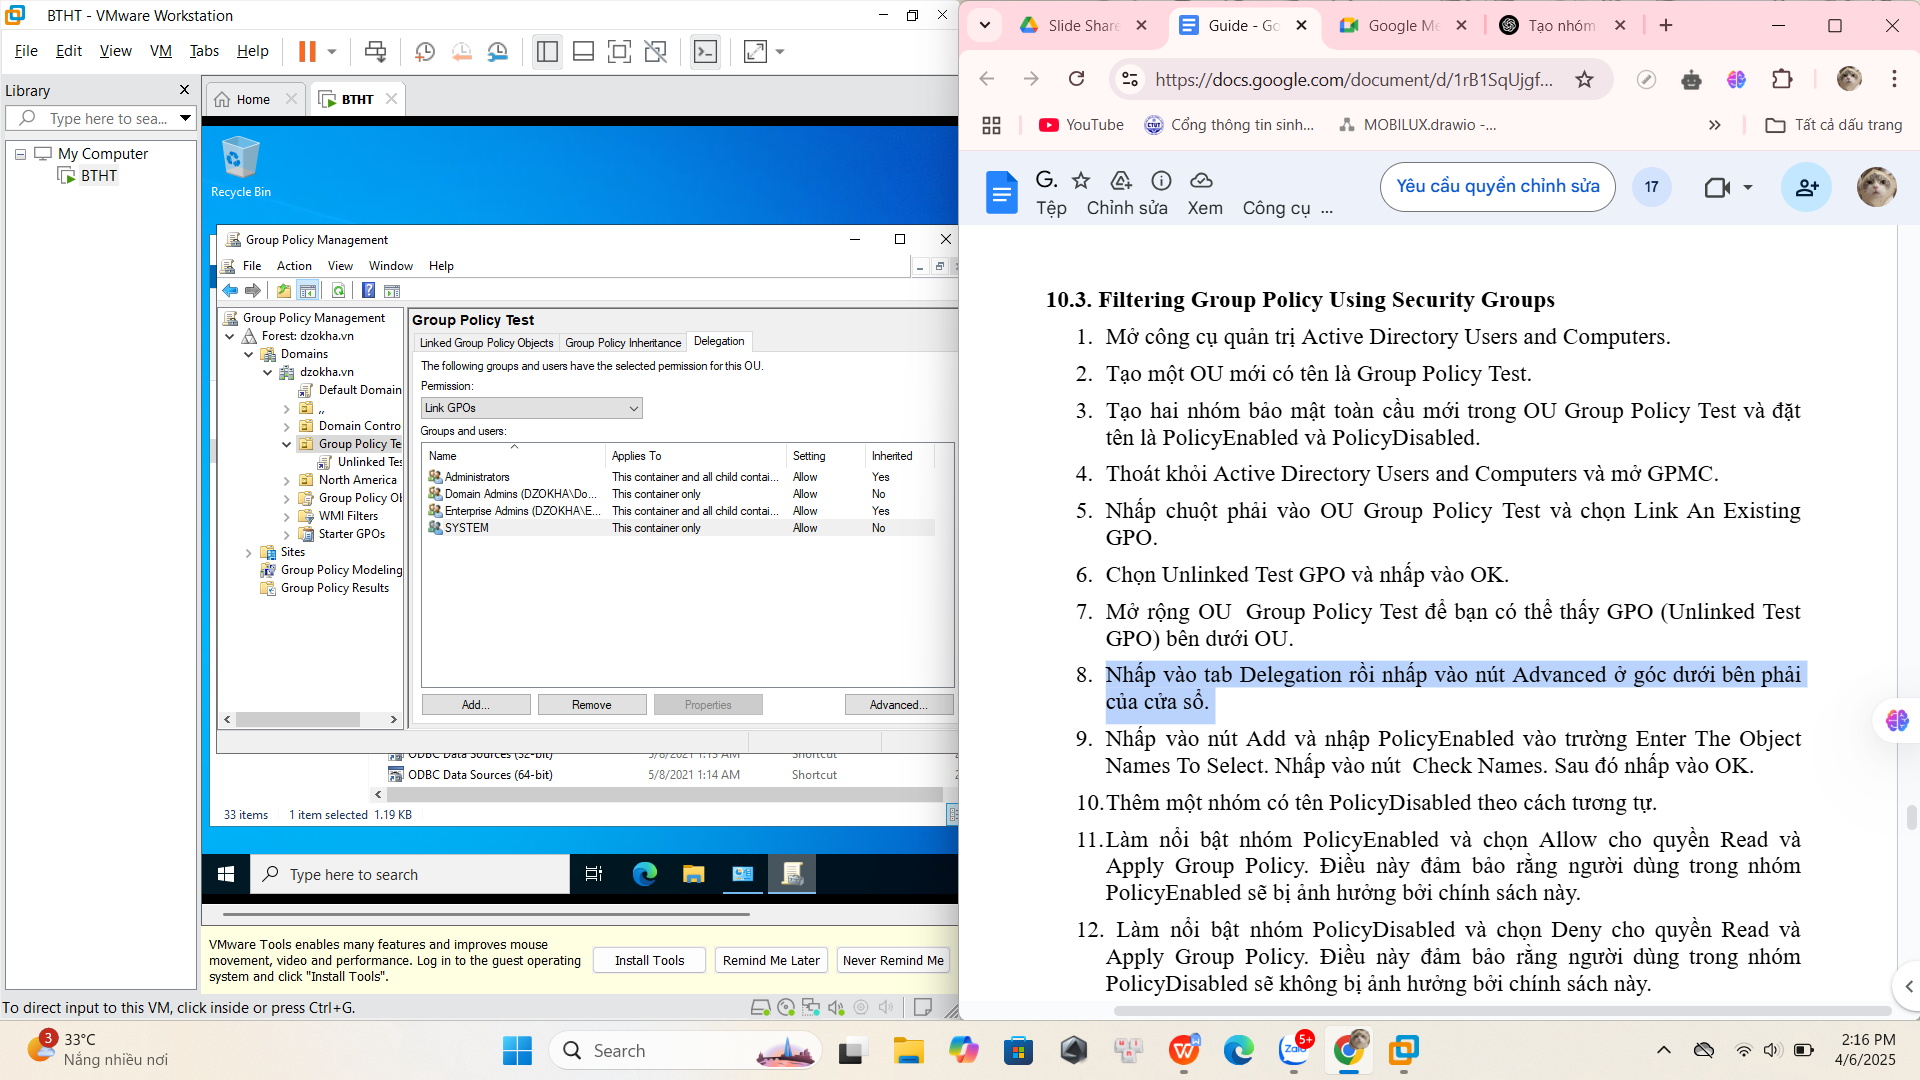 BTHT - VMware Workstation
File Edit View VM Tabs Help
Library
Type here to sea...
My Computer
BTHT
Home
BTHT
Recycle Bin
Group Policy Management
File Action View Window Help
Group Policy Management
Forest: dzokha.vn
Domains
dzokha.vn
Default Domain
,,
Domain Contro
Group Policy Te
Unlinked Tes
North America
Group Policy Ob
WMI Filters
Starter GPOs
Sites
Group Policy Modeling
Group Policy Results
Group Policy Test
Linked Group Policy Objects Group Policy Inheritance Delegation
The following groups and users have the selected permission for this OU.
Permission:
Link GPOs
Groups and users:
Name Applies To Setting Inherited
Administrators This container and all child contai... Allow Yes
Domain Admins (DZOKHA\Do... This container only Allow No
Enterprise Admins (DZOKHA\E... This container and all child contai... Allow Yes
SYSTEM This container only Allow No
Add... Remove Properties Advanced...
ODBC Data Sources (32-bit) 5/8/2021 1:13 AM Shortcut
ODBC Data Sources (64-bit) 5/8/2021 1:14 AM Shortcut
33 items 1 item selected 1.19 KB
Type here to search
VMware Tools enables many features and improves mouse
movement, video and performance. Log in to the guest operating
system and click "Install Tools".
Install Tools Remind Me Later Never Remind Me
To direct input to this VM, click inside or press Ctrl+G.
Slide Share
Guide - Go
Google Me
Tạo nhóm
https://docs.google.com/document/d/1rB1SqUjgf...
YouTube
Cổng thông tin sinh...
MOBILUX.drawio -...
Tất cả dấu trang
G.
Tệp Chỉnh sửa Xem Công cụ ...
Yêu cầu quyền chỉnh sửa
17
10.3. Filtering Group Policy Using Security Groups
1. Mở công cụ quản trị Active Directory Users and Computers.
2. Tạo một OU mới có tên là Group Policy Test.
3. Tạo hai nhóm bảo mật toàn cầu mới trong OU Group Policy Test và đặt
tên là PolicyEnabled và PolicyDisabled.
4. Thoát khỏi Active Directory Users and Computers và mở GPMC.
5. Nhấp chuột phải vào OU Group Policy Test và chọn Link An Existing
GPO.
6. Chọn Unlinked Test GPO và nhấp vào OK.
7. Mở rộng OU Group Policy Test để bạn có thể thấy GPO (Unlinked Test
GPO) bên dưới OU.
8. Nhấp vào tab Delegation rồi nhấp vào nút Advanced ở góc dưới bên phải
của cửa sổ.
9. Nhấp vào nút Add và nhập PolicyEnabled vào trường Enter The Object
Names To Select. Nhấp vào nút Check Names. Sau đó nhấp vào OK.
10. Thêm một nhóm có tên PolicyDisabled theo cách tương tự.
11. Làm nổi bật nhóm PolicyEnabled và chọn Allow cho quyền Read và
Apply Group Policy. Điều này đảm bảo rằng người dùng trong nhóm
PolicyEnabled sẽ bị ảnh hưởng bởi chính sách này.
12. Làm nổi bật nhóm PolicyDisabled và chọn Deny cho quyền Read và
Apply Group Policy. Điều này đảm bảo rằng người dùng trong nhóm
PolicyDisabled sẽ không bị ảnh hưởng bởi chính sách này.
3
33°C
Nắng nhiều nơi
Search
Zalo
5+
2:16 PM
4/6/2025